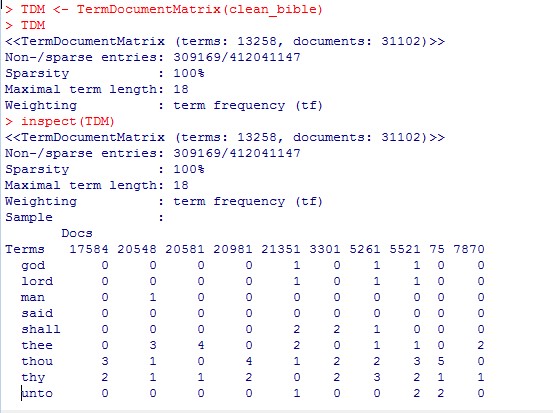 > TDM <- TermDocumentMatrix(clean_bible)
> TDM
<<TermDocumentMatrix (terms: 13258, documents: 31102)>>
Non-/sparse entries: 309169/412041147
Sparsity           : 100%
Maximal term length: 18
Weighting          : term frequency (tf)
> inspect(TDM)
<<TermDocumentMatrix (terms: 13258, documents: 31102)>>
Non-/sparse entries: 309169/412041147
Sparsity           : 100%
Maximal term length: 18
Weighting          : term frequency (tf)
Sample             :
       Docs
Terms   17584 20548 20581 20981 21351 3301 5261 5521 75 7870
  god       0     0     0     0     1    0    1    1  0    0
  lord      0     0     0     0     1    0    1    1  0    0
  man       0     1     0     0     0    0    0    0  0    0
  said      0     0     0     0     0    0    0    0  0    0
  shall     0     0     0     0     2    2    1    0  0    0
  thee      0     3     4     0     2    0    1    1  0    2
  thou      3     1     0     4     1    2    2    3  5    0
  thy       2     1     1     2     0    2    3    2  1    1
  unto      0     0     0     0     1    0    0    2  2    0